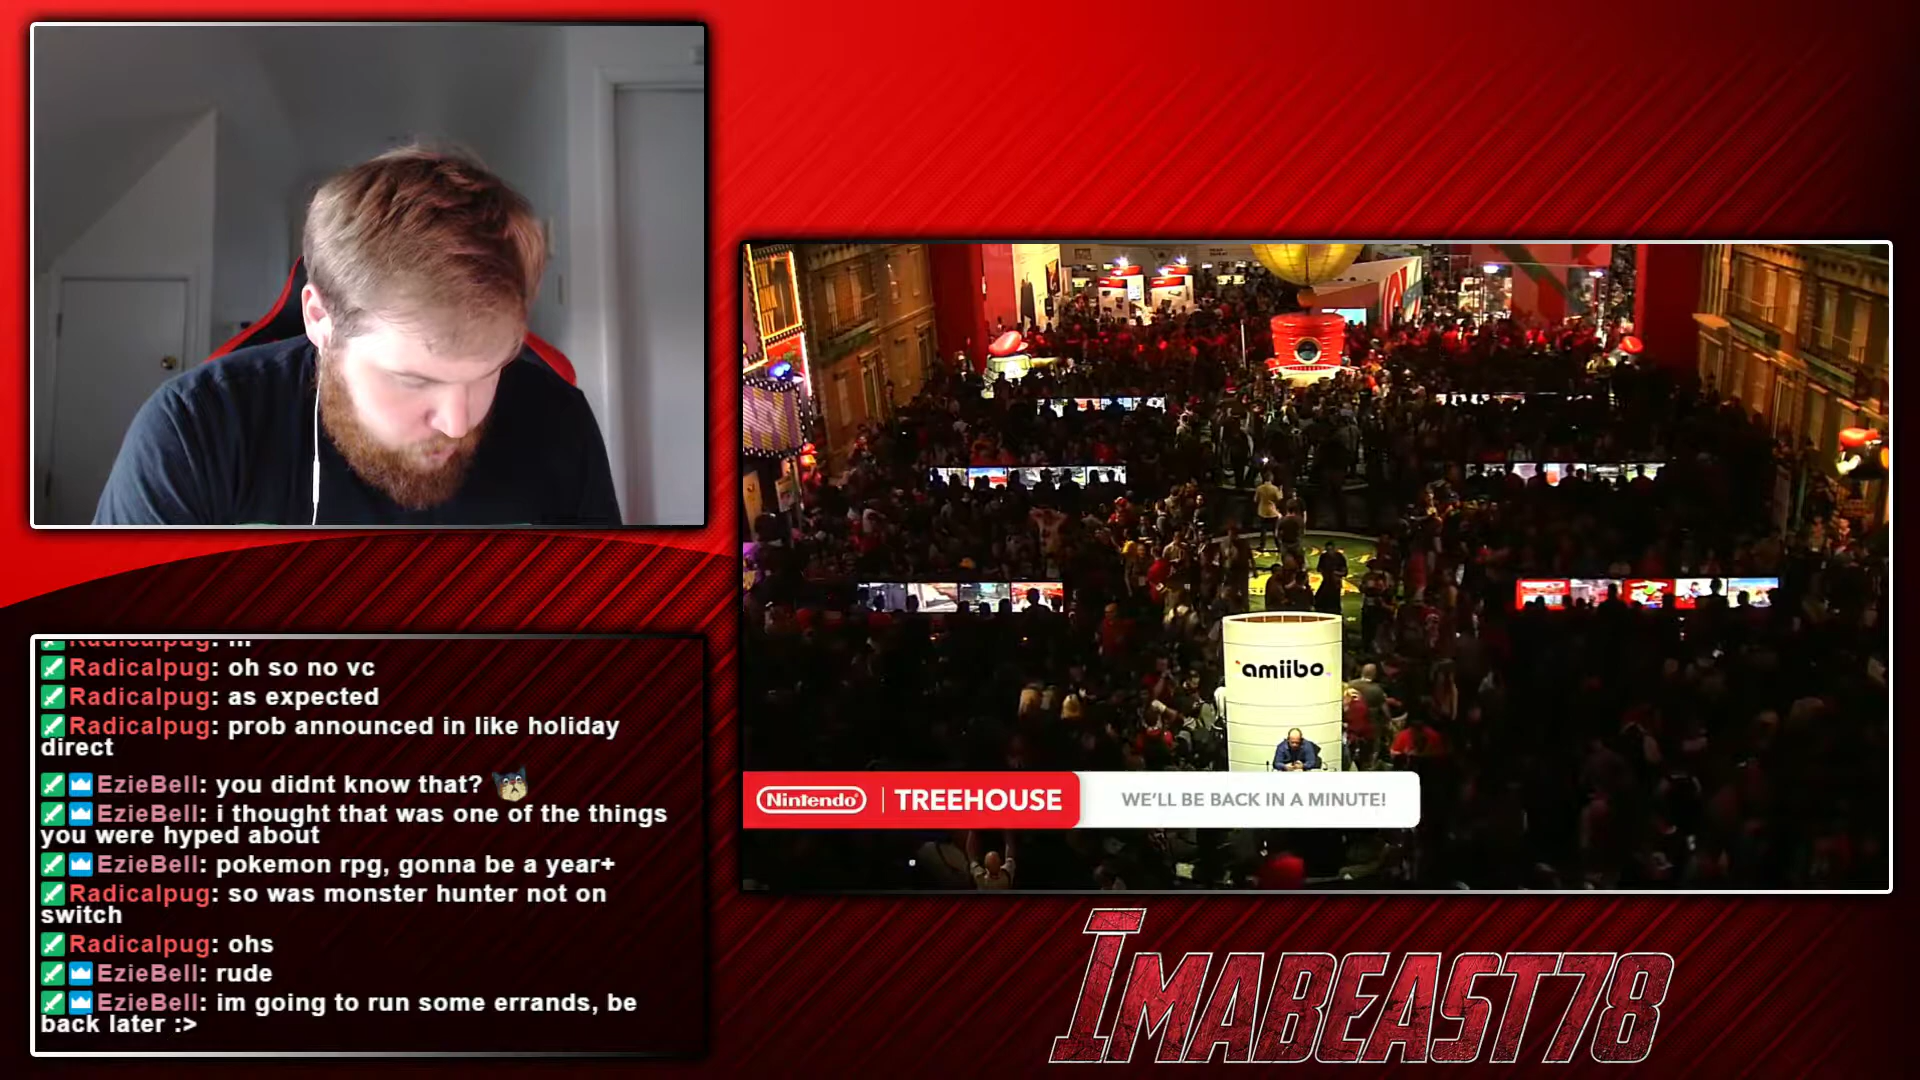 Radicalpug: oh so no vc
Radicalpug: as expected
Radicalpug: prob announced in like holiday
direct
EzieBell: you didnt know that?
EzieBell: i thought that was one of the things
you were hyped about
EzieBell: pokemon rpg, gonna be a year+
Radicalpug: so was monster hunter not on
switch
Radicalpug: ohs
EzieBell: rude
EzieBell: im going to run some errands, be
back later :>
amiibo
Nintendo TREEHOUSE WE'LL BE BACK IN A MINUTE!
IMABEAST78